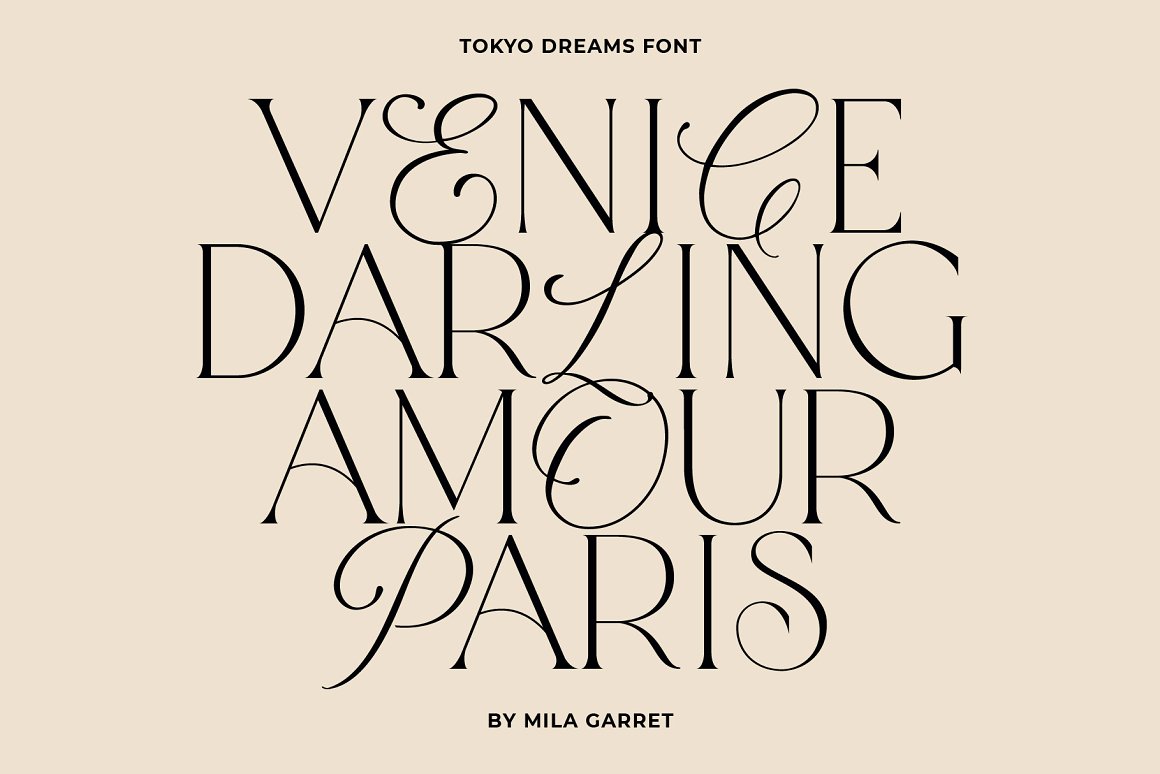 TOKYO DREAMS FONT
VENICE
DARLING
AMOUR
PARIS
BY MILA GARRET